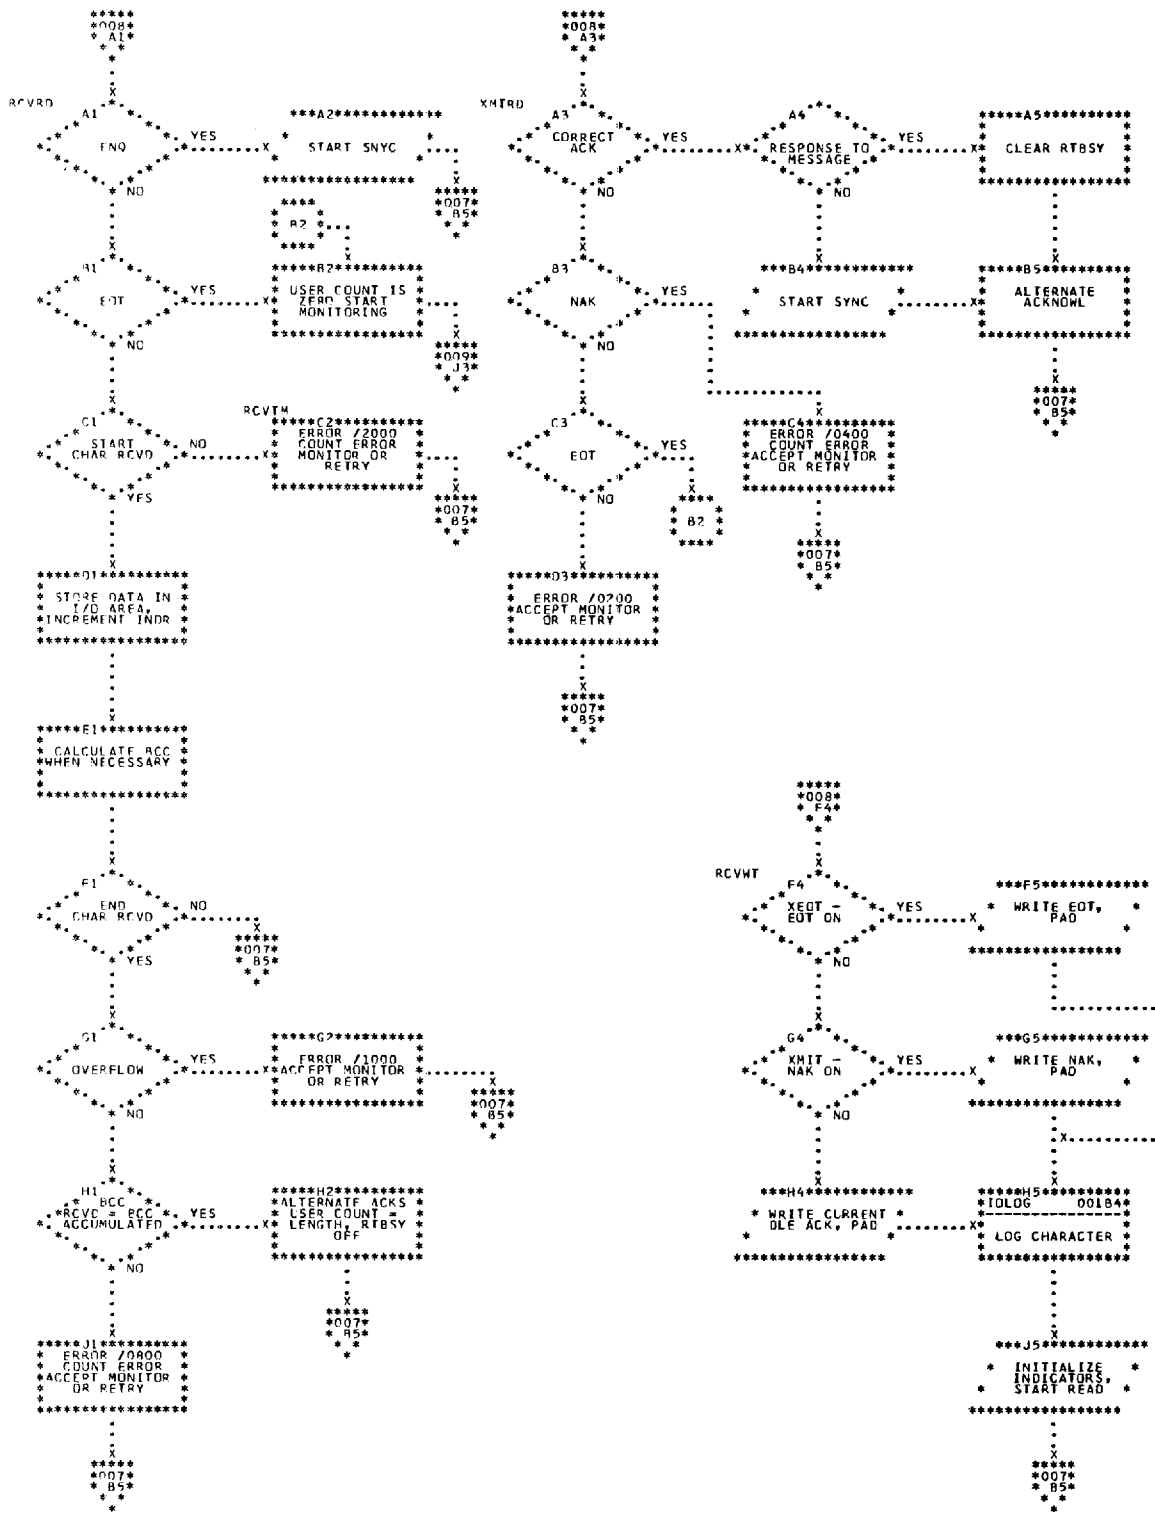 *008*
A1
RCVRD
A1
ENQ
YES
NO
***A2***
START SNYC
*007*
B5*
B2
B1
EOT
YES
NO
*****B2*****
USER COUNT IS
ZERO START
MONITORING
*009*
J3*
C1
START
CHAR RCVD
NO
YES
RCVTM
*****C2*****
ERROR /2000
COUNT ERROR
MONITOR OR
RETRY
*007*
B5*
*****D1*****
STORE DATA IN
I/O AREA,
INCREMENT INDR
*****E1*****
CALCULATE BCC
WHEN NECESSARY
F1
END
CHAR RCVD
NO
YES
*007*
B5*
G1
OVERFLOW
YES
NO
*****G2*****
ERROR /1000
ACCEPT MONITOR
OR RETRY
*007*
B5*
H1
BCC
RCVD = BCC
ACCUMULATED
YES
NO
*****H2*****
ALTERNATE ACKS
USER COUNT =
LENGTH, RTBSY
OFF
*007*
B5*
*****J1*****
ERROR /0800
COUNT ERROR
ACCEPT MONITOR
OR RETRY
*007*
B5*
*008*
A3
XMTRD
A3
CORRECT
ACK
YES
NO
A4
RESPONSE TO
MESSAGE
YES
NO
*****A5*****
CLEAR RTBSY
B3
NAK
YES
NO
***B4***
START SYNC
*****B5*****
ALTERNATE
ACKNOWL
*007*
B5*
C3
EOT
YES
NO
B2
*****C4*****
ERROR /0400
COUNT ERROR
ACCEPT MONITOR
OR RETRY
*007*
B5*
*****D3*****
ERROR /0200
ACCEPT MONITOR
OR RETRY
*007*
B5*
*008*
F4*
RCVWT
F4
XEOT -
EOT ON
YES
NO
***F5***
WRITE EOT,
PAD
G4
XMIT -
NAK ON
YES
NO
***G5***
WRITE NAK,
PAD
***H4***
WRITE CURRENT
DLE ACK, PAD
*****H5*****
IOLOG 001B4
LOG CHARACTER
***J5***
INITIALIZE
INDICATORS,
START READ
*007*
B5*